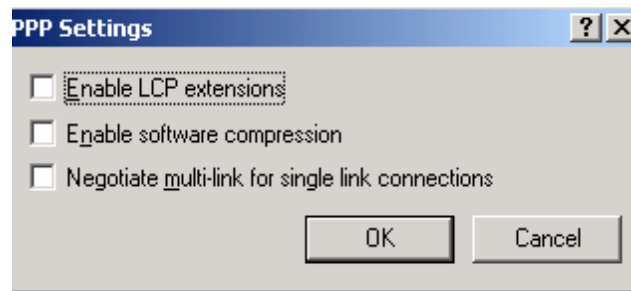 PPP Settings
Enable LCP extensions
Enable software compression
Negotiate multi-link for single link connections
OK Cancel